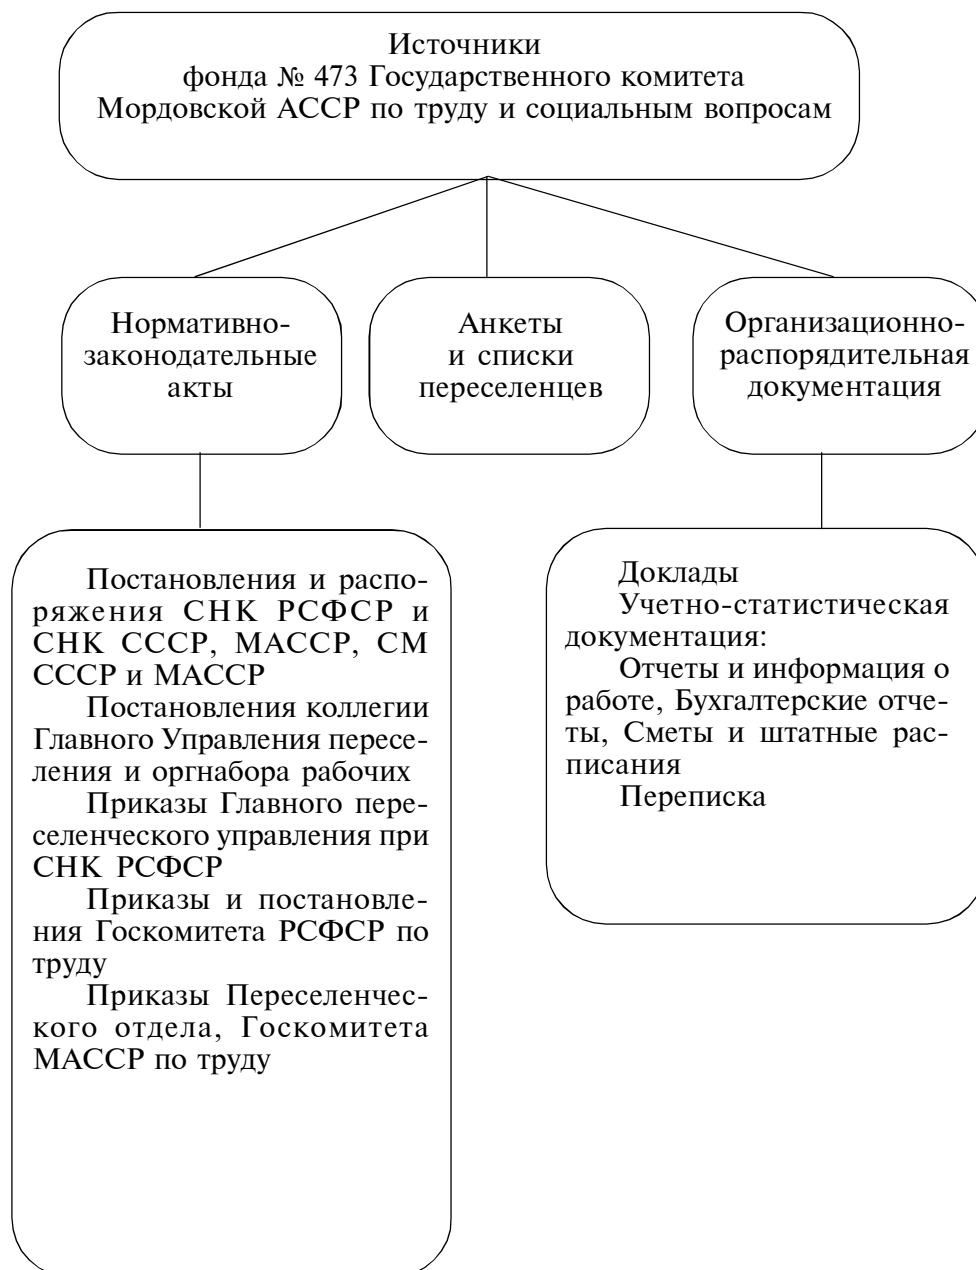 Источники
фонда № 473 Государственного комитета
Мордовской АССР по труду и социальным вопросам
Нормативно-
законодательные
акты
Анкеты
и списки
переселенцев
Организационно-
распорядительная
документация
Постановления и распо-
ряжения СНК РСФСР и
СНК СССР, МАССР, СМ
СССР и МАССР
Постановления коллегии
Главного Управления пересе-
ления и оргнабора рабочих
Приказы Главного пере-
селенческого управления при
СНК РСФСР
Приказы и постановле-
ния Госкомитета РСФСР по
труду
Приказы Переселенчес-
кого отдела, Госкомитета
МАССР по труду
Доклады
Учетно-статистическая
документация:
Отчеты и информация о
работе, Бухгалтерские отче-
ты, Сметы и штатные рас-
писания
Переписка